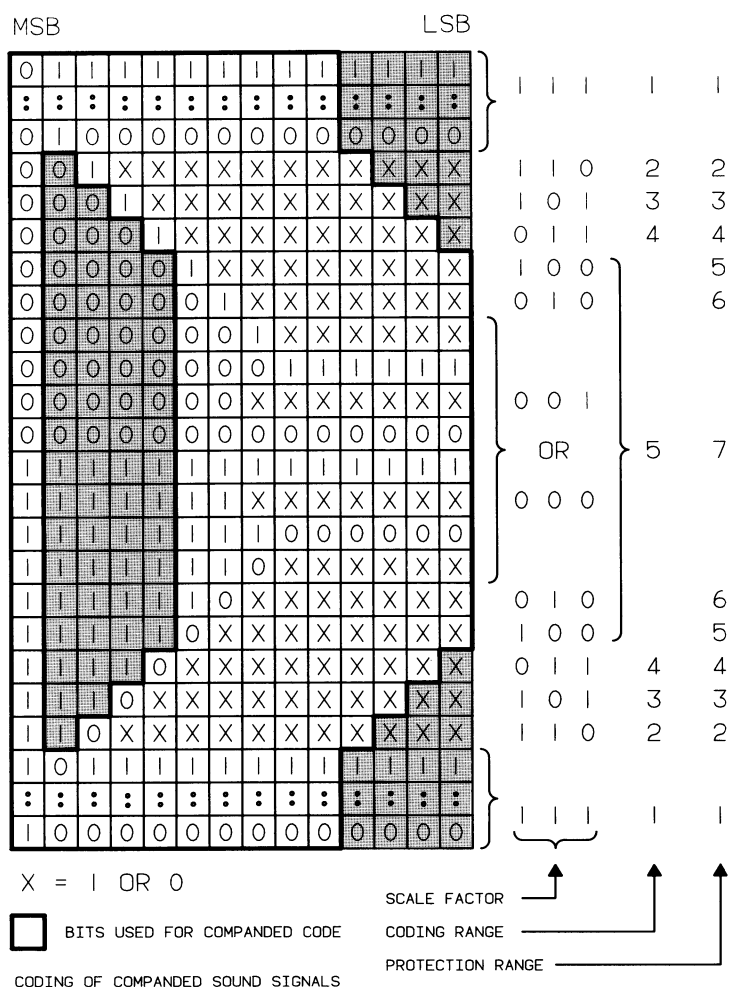 MSB LSB
0 1 1 1 1 1 1 1 1 1 1 1 1 1
1 1 1 1 1
: : : : : : : : : : : : : :
0 1 0 0 0 0 0 0 0 0 0 0 0 0
0 0 1 X X X X X X X X X X X 1 1 0 2 2
0 0 0 1 X X X X X X X X X X 1 0 1 3 3
0 0 0 0 1 X X X X X X X X X 0 1 1 4 4
0 0 0 0 0 1 X X X X X X X X 1 0 0 5
0 0 0 0 0 0 1 X X X X X X X 0 1 0 6
0 0 0 0 0 0 0 1 X X X X X X
0 0 0 0 0 0 0 0 1 1 1 1 1 1
0 0 0 0 0 0 0 X X X X X X X 0 0 1
0 0 0 0 0 0 0 0 0 0 0 0 0 0
OR 5 7
1 1 1 1 1 1 1 1 1 1 1 1 1 1
1 1 1 1 1 1 1 X X X X X X X 0 0 0
1 1 1 1 1 1 1 1 0 0 0 0 0 0
1 1 1 1 1 1 1 0 X X X X X X
1 1 1 1 1 1 0 X X X X X X X 0 1 0 6
1 1 1 1 1 0 X X X X X X X X 1 0 0 5
1 1 1 1 0 X X X X X X X X X 0 1 1 4 4
1 1 1 0 X X X X X X X X X X 1 0 1 3 3
1 1 0 X X X X X X X X X X X 1 1 0 2 2
1 0 1 1 1 1 1 1 1 1 1 1 1 1
: : : : : : : : : : : : : :
1 1 1 1 1
1 0 0 0 0 0 0 0 0 0 0 0 0 0
X = 1 OR 0
SCALE FACTOR
BITS USED FOR COMPANDED CODE
CODING RANGE
PROTECTION RANGE
CODING OF COMPANDED SOUND SIGNALS